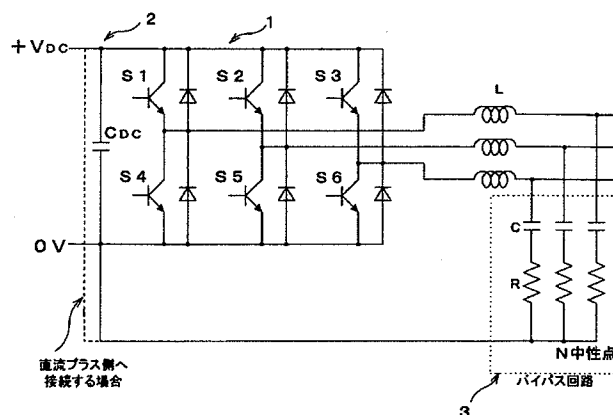 2
1
+VDC
S1
S2
S3
L
CDC
S4
S5
S6
C
0V
R
N中性点
直流プラス側へ
接続する場合
バイパス回路
3